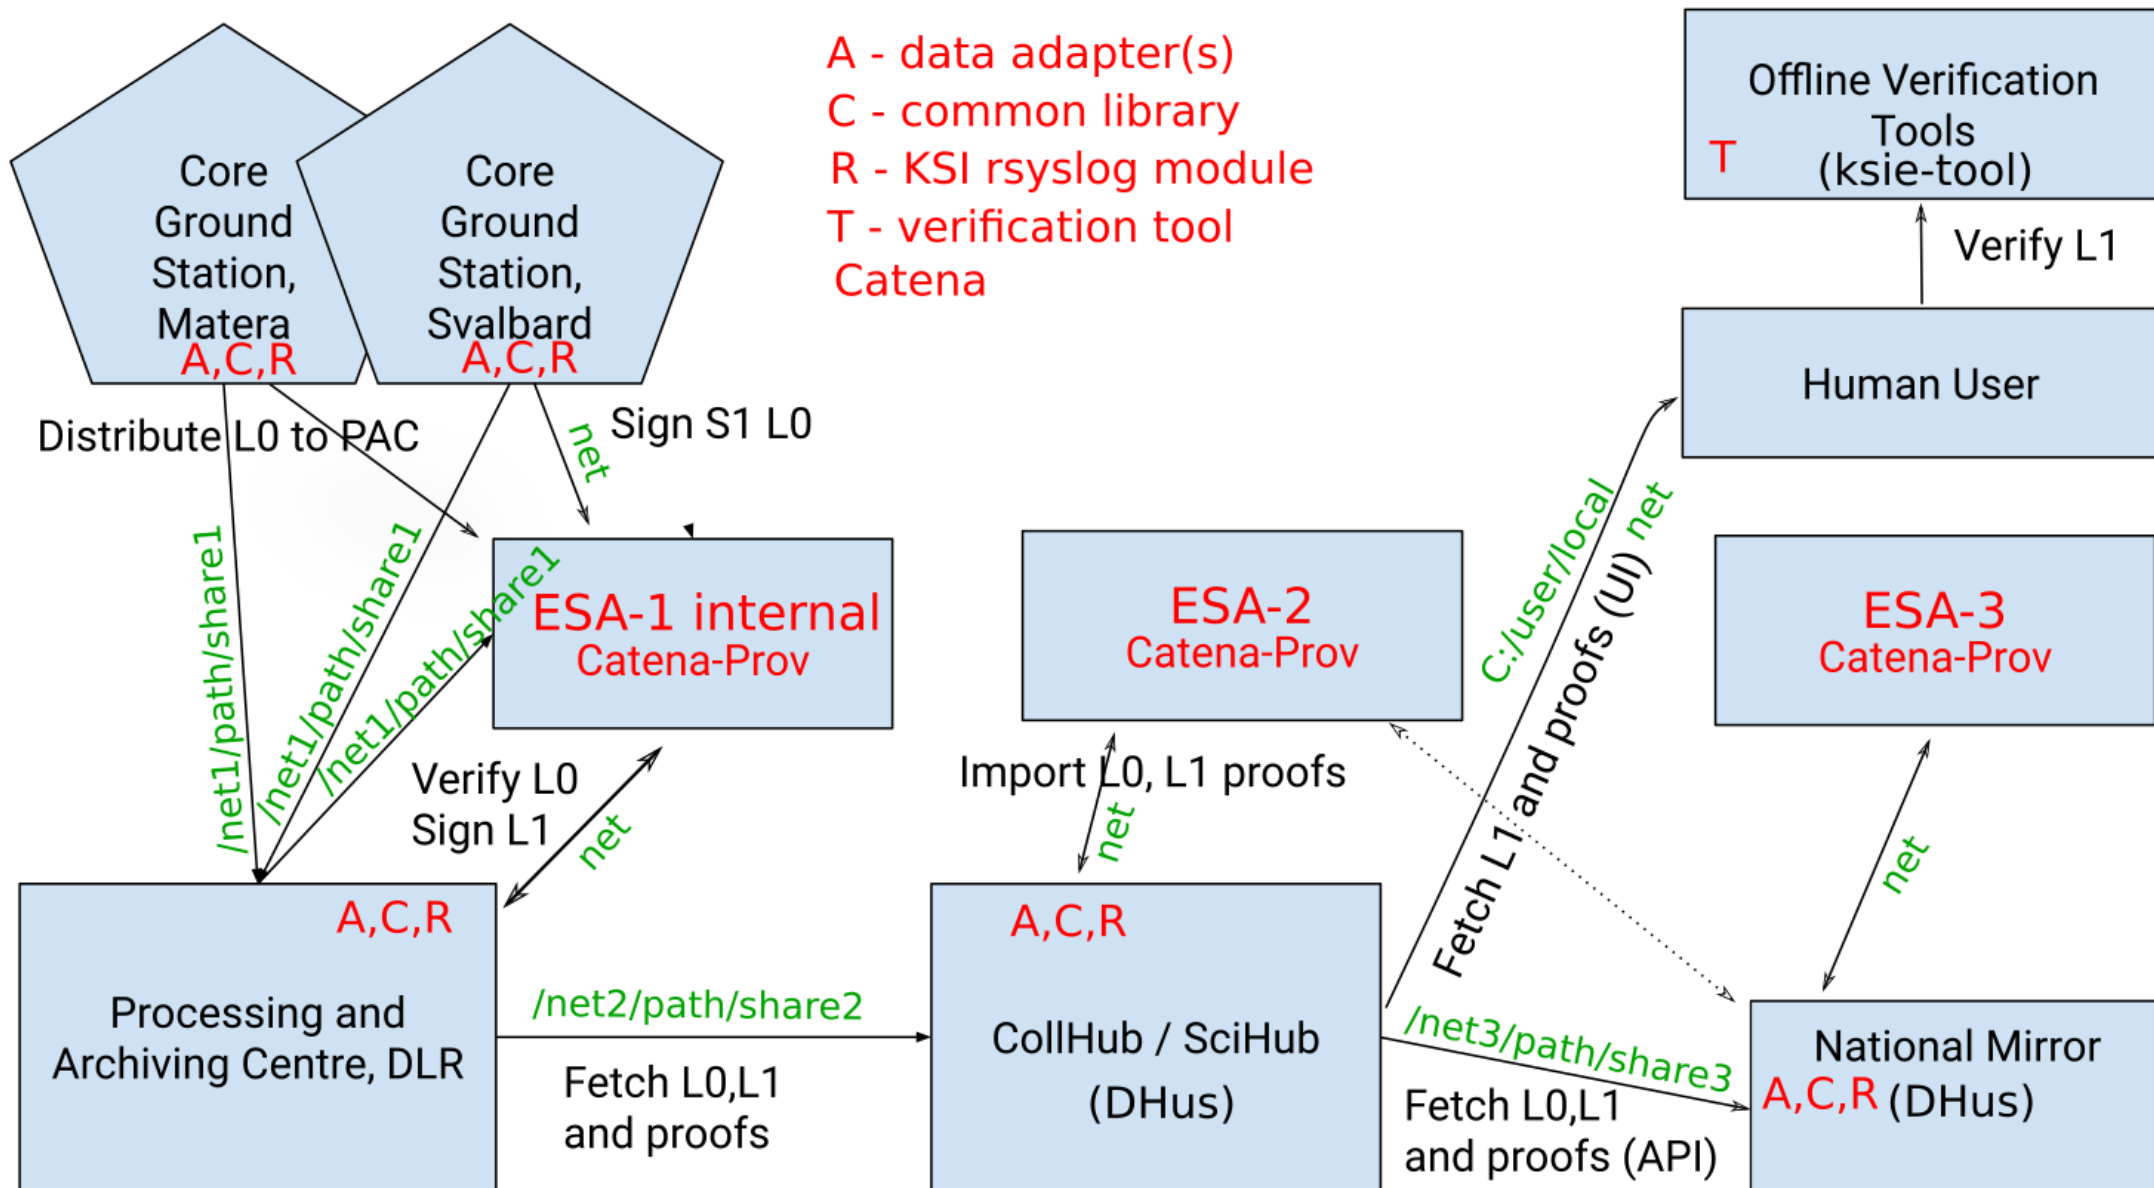 Core
Ground
Station,
Matera
A,C,R
Core
Ground
Station,
Svalbard
A,C,R
A - data adapter(s)
C - common library
R - KSI rsyslog module
T - verification tool
Catena
Offline Verification
Tools
(ksie-tool)
T
Verify L1
Human User
Distribute L0 to PAC
Sign S1 L0
net
/net1/path/share1
/net1/path/share1
/net1/path/share1
ESA-1 internal
Catena-Prov
ESA-2
Catena-Prov
ESA-3
Catena-Prov
C:/user/local
net
Fetch L1 and proofs (UI)
Verify L0
Sign L1
net
Import L0, L1 proofs
net
net
A,C,R
Processing and
Archiving Centre, DLR
/net2/path/share2
Fetch L0,L1
and proofs
A,C,R
CollHub / SciHub
(DHus)
/net3/path/share3
Fetch L0,L1
and proofs (API)
National Mirror
A,C,R (DHus)